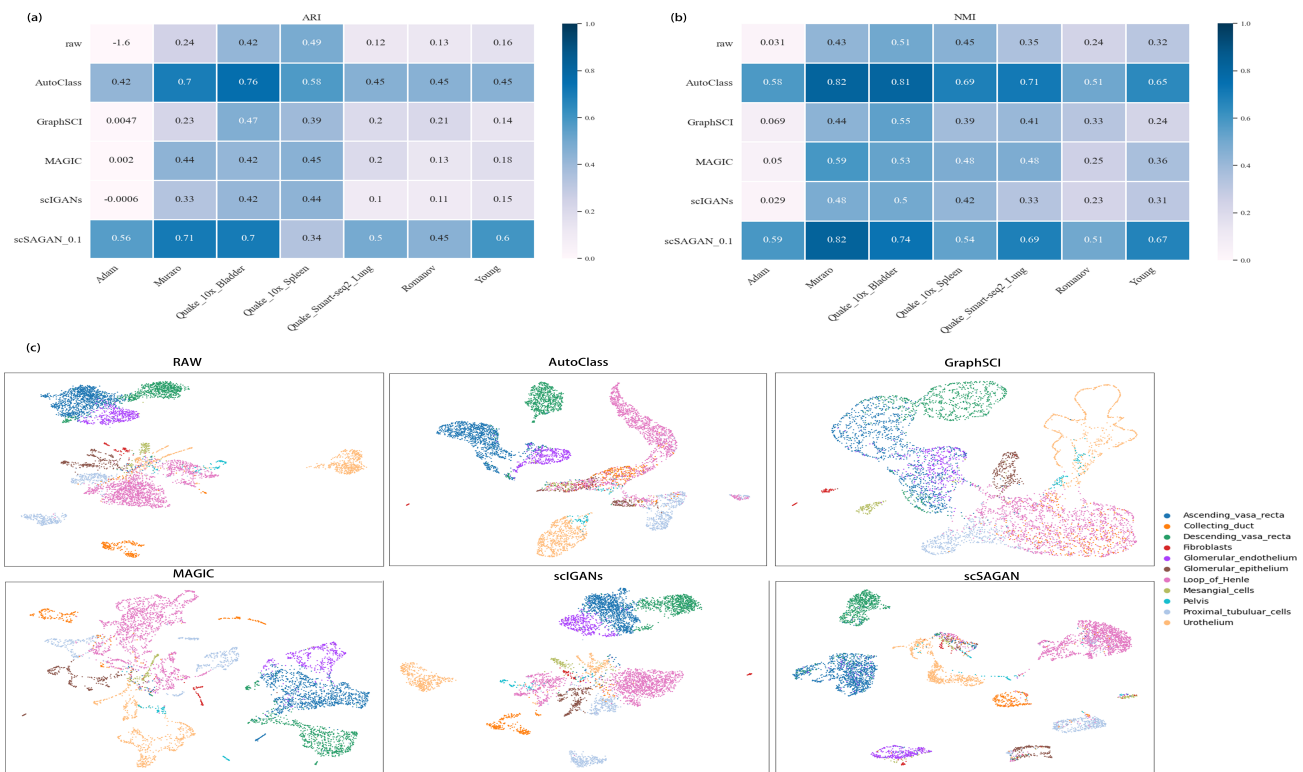 (a)
ARI
raw -1.6 0.24 0.42 0.49 0.12 0.13 0.16
AutoClass 0.42 0.7 0.76 0.58 0.45 0.45 0.45
GraphSCI 0.0047 0.23 0.47 0.39 0.2 0.21 0.14
MAGIC 0.002 0.44 0.42 0.45 0.2 0.13 0.18
scIGANs -0.0006 0.33 0.42 0.44 0.1 0.11 0.15
scSAGAN_0.1 0.56 0.71 0.7 0.34 0.5 0.45 0.6
Adam Muraro Quake_10x_Bladder Quake_10x_Spleen Quake_Smart-seq2_Lung Romanov Young
1.0
0.8
0.6
0.4
0.2
0.0
(b)
NMI
raw 0.031 0.43 0.51 0.45 0.35 0.24 0.32
AutoClass 0.58 0.82 0.81 0.69 0.71 0.51 0.65
GraphSCI 0.069 0.44 0.55 0.39 0.41 0.33 0.24
MAGIC 0.05 0.59 0.53 0.48 0.48 0.25 0.36
scIGANs 0.029 0.48 0.5 0.42 0.33 0.23 0.31
scSAGAN_0.1 0.59 0.82 0.74 0.54 0.69 0.51 0.67
Adam Muraro Quake_10x_Bladder Quake_10x_Spleen Quake_Smart-seq2_Lung Romanov Young
1.0
0.8
0.6
0.4
0.2
0.0
(c)
RAW AutoClass GraphSCI
MAGIC scIGANs scSAGAN
Ascending_vasa_recta
Collecting_duct
Descending_vasa_recta
Fibroblasts
Glomerular_endothelium
Glomerular_epithelium
Loop_of_Henle
Mesangial_cells
Pelvis
Proximal_tubuluar_cells
Urothelium